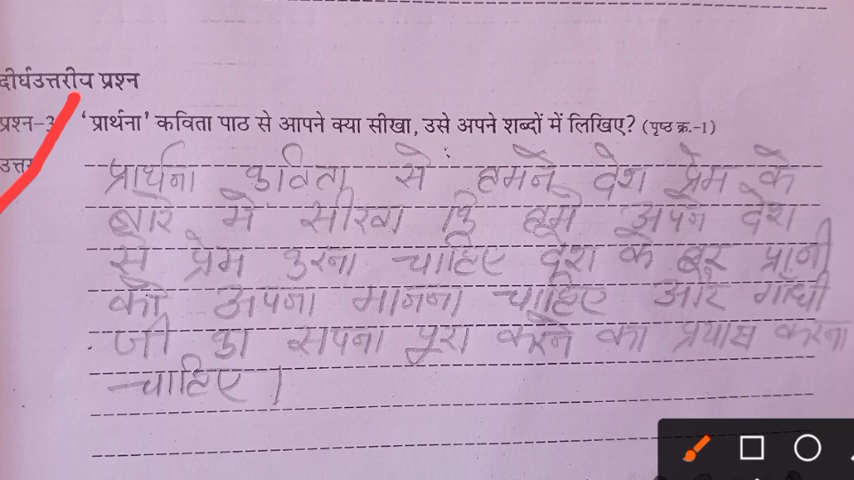 दीर्घउत्तरीय प्रश्न
प्रश्न-3 'प्रार्थना' कविता पाठ से आपने क्या सीखा, उसे अपने शब्दों में लिखिए? (पृष्ठ क्र.-1)
उत्तर प्रार्थना कविता से हमने देश प्रेम के
बारे में सीखा कि हमे अपने देश
से प्रेम करना चाहिए देश के हर प्रानी
को अपना मानना चाहिए और गांधी
जी का सपना पूरा करने का प्रयास करना
चाहिए।